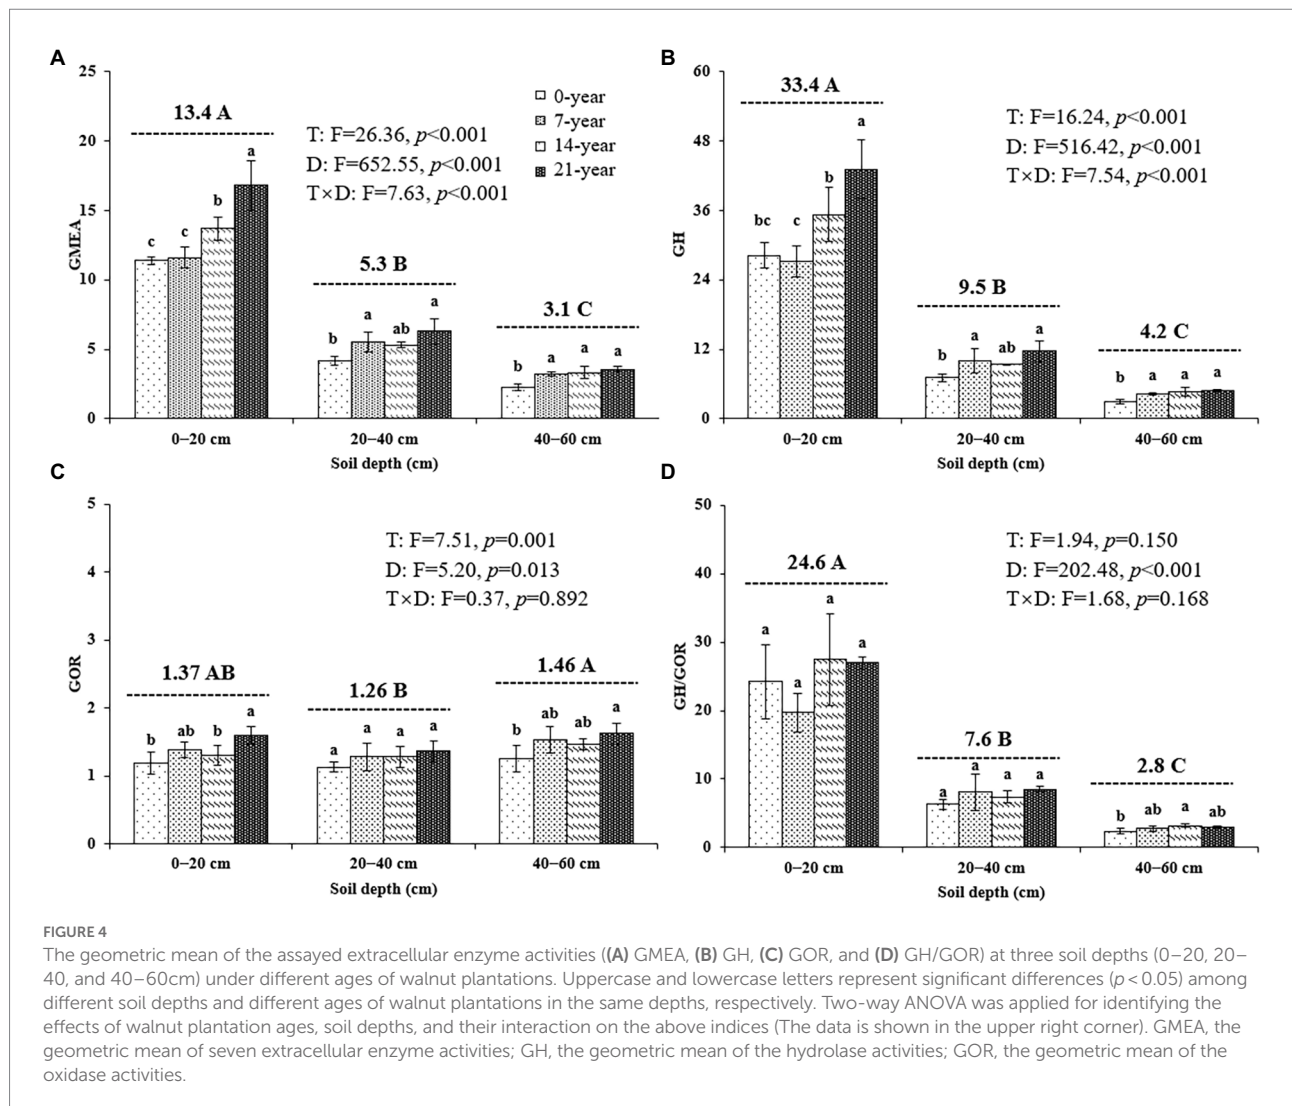 A
25
20
15
10
5
0
GMEA
13.4 A
c
c
b
a
5.3 B
b
a
ab
a
3.1 C
b
a
a
a
0-year
7-year
14-year
21-year
T: F=26.36, p<0.001
D: F=652.55, p<0.001
T×D: F=7.63, p<0.001
0–20 cm
20–40 cm
40–60 cm
Soil depth (cm)
B
60
48
36
24
12
0
GH
33.4 A
bc
c
b
a
9.5 B
b
a
ab
a
4.2 C
b
a
a
a
T: F=16.24, p<0.001
D: F=516.42, p<0.001
T×D: F=7.54, p<0.001
0–20 cm
20–40 cm
40–60 cm
Soil depth (cm)
C
5
4
3
2
1
0
GOR
1.37 AB
b
ab
b
a
1.26 B
a
a
a
a
1.46 A
b
ab
ab
a
T: F=7.51, p=0.001
D: F=5.20, p=0.013
T×D: F=0.37, p=0.892
0–20 cm
20–40 cm
40–60 cm
Soil depth (cm)
D
50
40
30
20
10
0
GH/GOR
24.6 A
a
a
a
a
7.6 B
a
a
a
a
2.8 C
b
ab
a
ab
T: F=1.94, p=0.150
D: F=202.48, p<0.001
T×D: F=1.68, p=0.168
0–20 cm
20–40 cm
40–60 cm
Soil depth (cm)
FIGURE 4
The geometric mean of the assayed extracellular enzyme activities ((A) GMEA, (B) GH, (C) GOR, and (D) GH/GOR) at three soil depths (0–20, 20–
40, and 40–60cm) under different ages of walnut plantations. Uppercase and lowercase letters represent significant differences (p < 0.05) among
different soil depths and different ages of walnut plantations in the same depths, respectively. Two-way ANOVA was applied for identifying the
effects of walnut plantation ages, soil depths, and their interaction on the above indices (The data is shown in the upper right corner). GMEA, the
geometric mean of seven extracellular enzyme activities; GH, the geometric mean of the hydrolase activities; GOR, the geometric mean of the
oxidase activities.